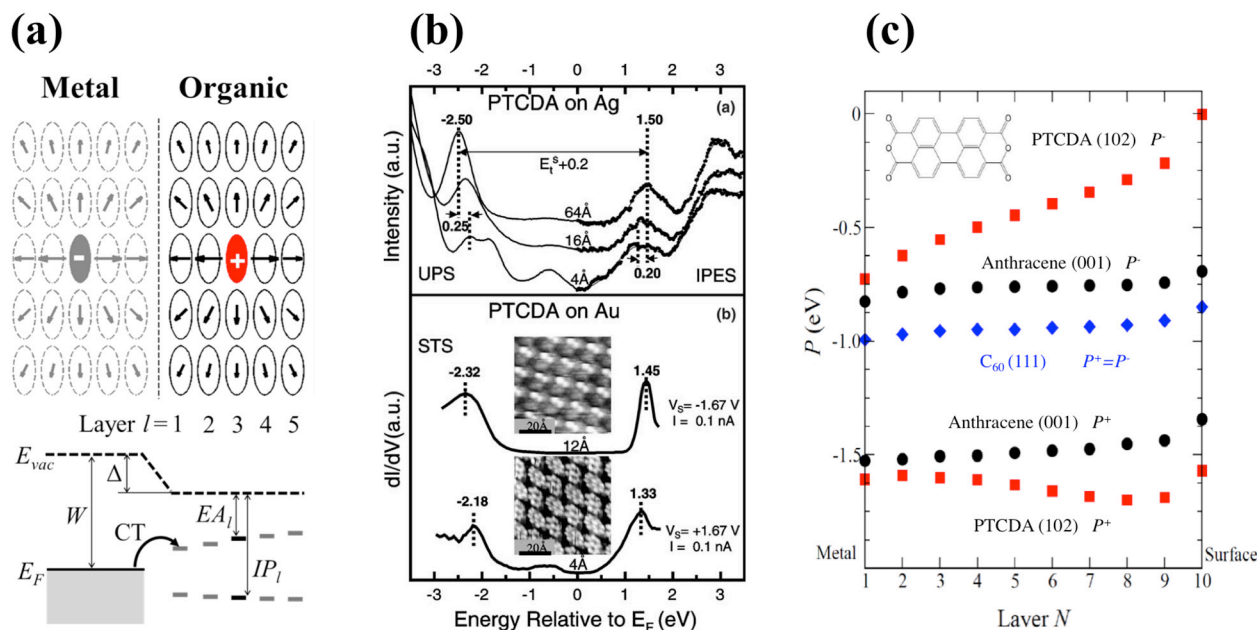 (a)
Metal
Organic
-
+
Layer l = 1 2 3 4 5
E_vac
Δ
W
CT
EA_l
E_F
IP_l
(b)
-3 -2 -1 0 1 2 3
PTCDA on Ag
(a)
-2.50
1.50
E_t^s+0.2
64Å
0.25
16Å
UPS
4Å
0.20
IPES
Intensity (a.u.)
PTCDA on Au
(b)
STS
-2.32
1.45
V_S= -1.67 V
I = 0.1 nA
20Å
12Å
-2.18
1.33
V_S= +1.67 V
I = 0.1 nA
20Å
4Å
dI/dV(a.u.)
-3 -2 -1 0 1 2 3
Energy Relative to E_F (eV)
(c)
0
PTCDA (102) P-
-0.5
Anthracene (001) P-
P (eV)
-1.0
C60 (111) P+=P-
Anthracene (001) P+
-1.5
PTCDA (102) P+
Metal
Surface
1 2 3 4 5 6 7 8 9 10
Layer N
O O
O O
O O